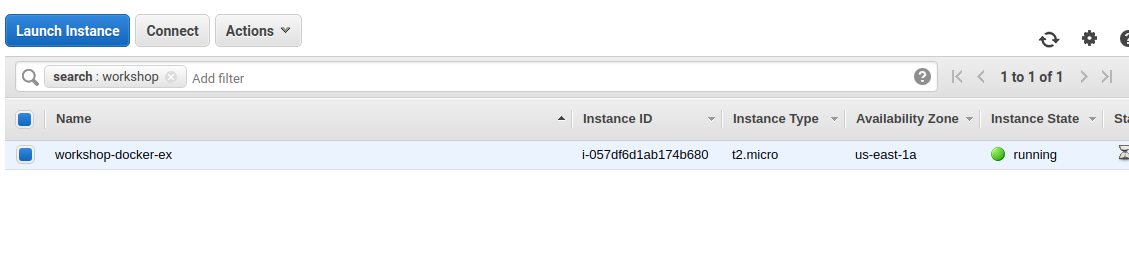 Launch Instance Connect Actions
search : workshop Add filter ? 1 to 1 of 1 ?
Name Instance ID Instance Type Availability Zone Instance State Sta
workshop-docker-ex i-057df6d1ab174b680 t2.micro us-east-1a running